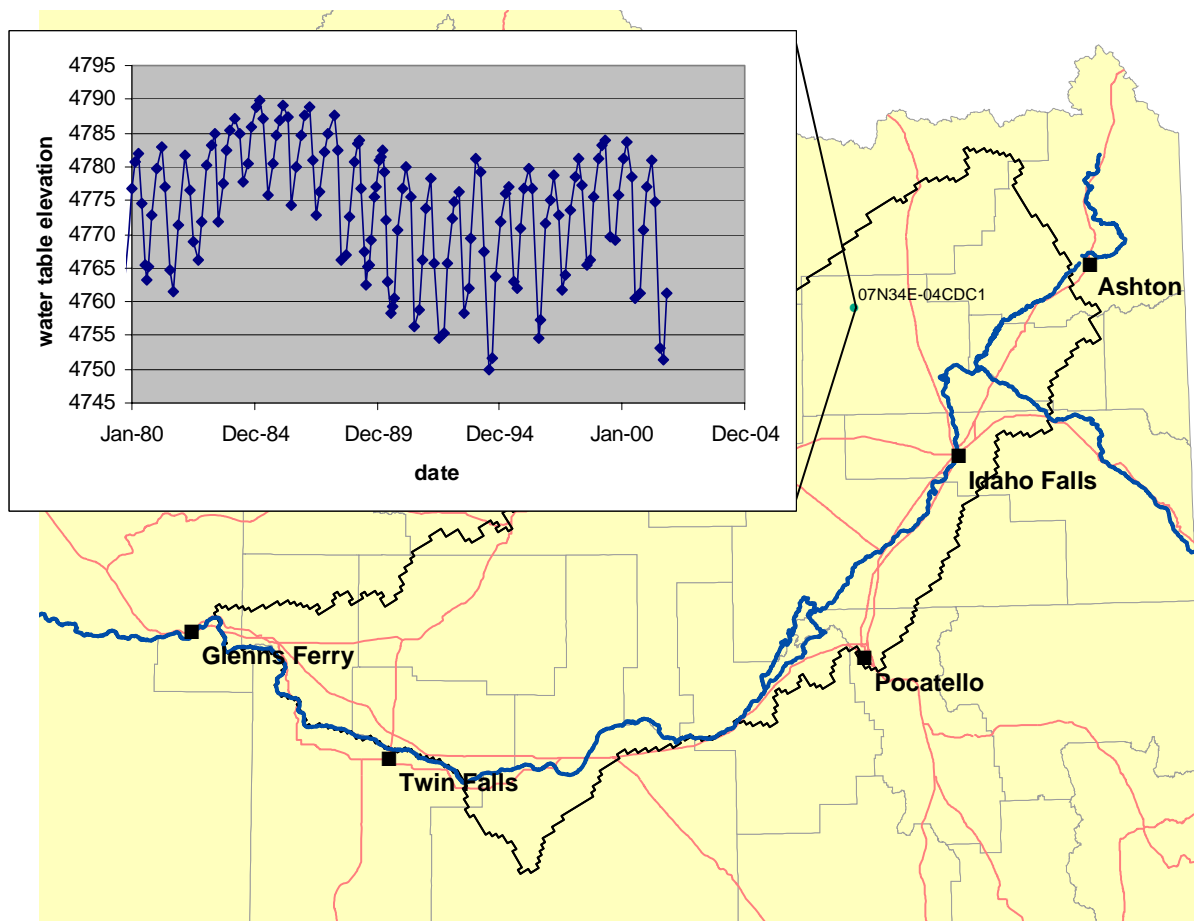 4795
4790
4785
4780
4775
4770
4765
4760
4755
4750
4745
water table elevation
Jan-80 Dec-84 Dec-89 Dec-94 Jan-00 Dec-04
date
07N34E-04CDC1
Ashton
Idaho Falls
Glenns Ferry
Pocatello
Twin Falls